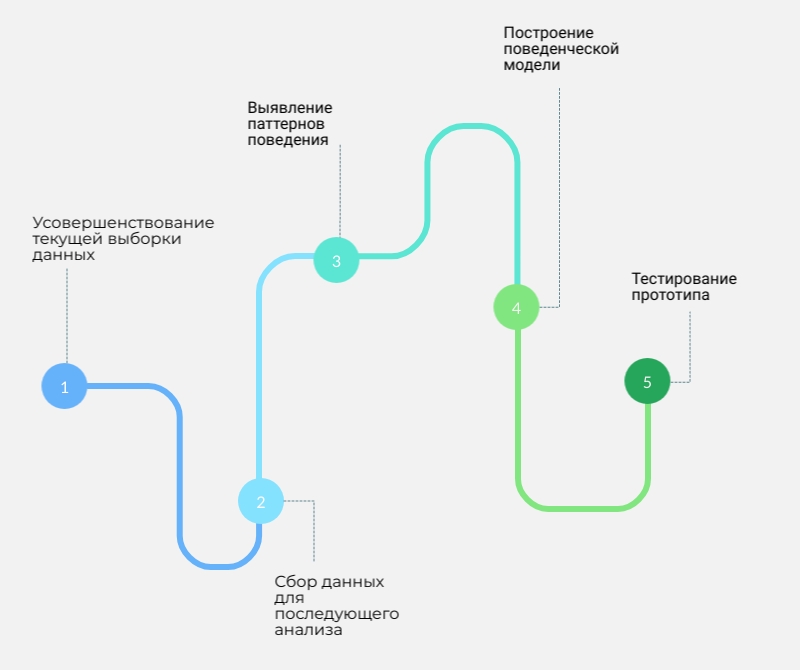 Построение
поведенческой
модели
Выявление
паттернов
поведения
Усовершенствование
текущей выборки
данных
3
Тестирование
прототипа
4
1
5
2
Сбор данных
для
последующего
анализа